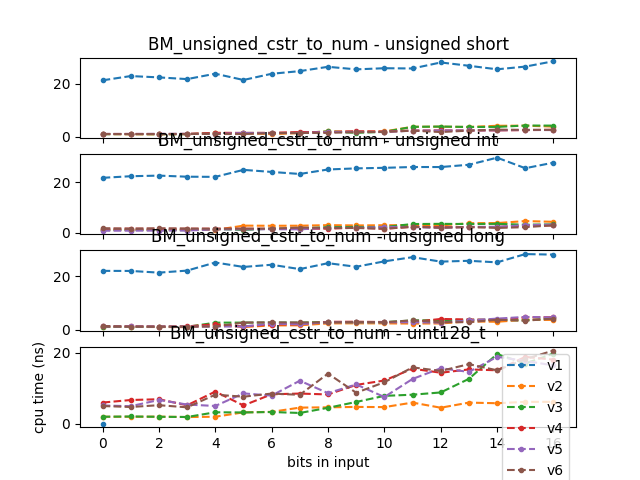 BM_unsigned_cstr_to_num - unsigned short
20
0
BM_unsigned_cstr_to_num - unsigned int
20
0
BM_unsigned_cstr_to_num - unsigned long
20
0
BM_unsigned_cstr_to_num - uint128_t
20
0
cpu time (ns)
0 2 4 6 8 10 12 14 16
bits in input
v1
v2
v3
v4
v5
v6